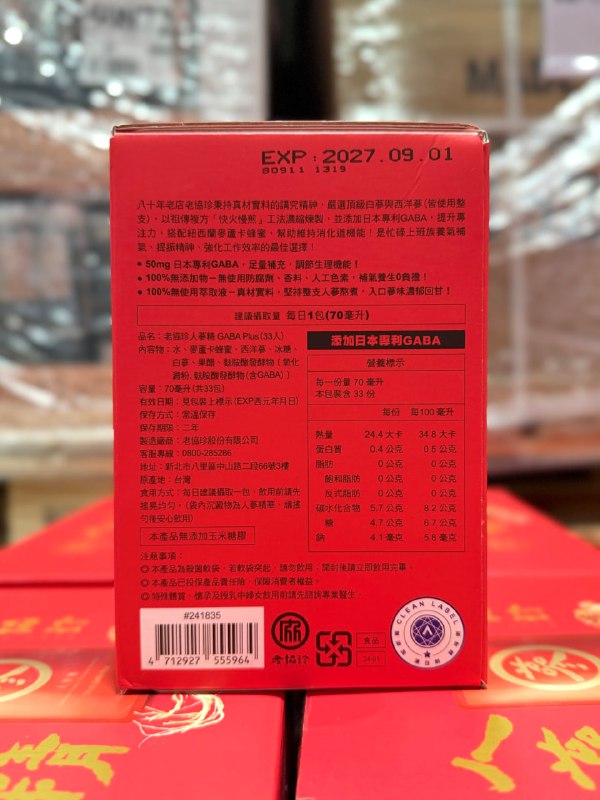 EXP : 2027.09.01
80911 1319
八十年老店老協珍秉持真材實料的講究精神，嚴選頂級白蔘與西洋蔘(皆使用整
支)，以祖傳複方「快火慢煎」工法濃縮煉製，並添加日本專利GABA，提升專
注力，搭配紐西蘭麥蘆卡蜂蜜，幫助維持消化道機能！是忙碌上班族養氣補
氣、提振精神、強化工作效率的最佳選擇！
• 50mg 日本專利GABA，足量補充，調節生理機能！
• 100%無添加物－無使用防腐劑、香料、人工色素，補氣養生0負擔！
• 100%無使用萃取液－真材實料，堅持整支人蔘熬煮，入口蔘味濃郁回甘！
建議攝取量 每日1包(70毫升)
品名：老協珍人蔘精 GABA Plus(33入)
內容物：水、麥蘆卡蜂蜜、西洋蔘、冰糖、
白蔘、果醋、麩胺酸發酵物〔氧化
澱粉、麩胺酸發酵物(含GABA)〕
容量：70毫升(共33包)
有效日期：見包裝上標示(EXP西元年月日)
保存方式：常溫保存
保存期限：二年
製造廠商：老協珍股份有限公司
客服專線：0800-285286
地址：新北市八里區中山路二段66號3樓
原產地：台灣
食用方式：每日建議攝取一包，飲用前請先
搖晃均勻。(袋內沉澱物為人蔘精華，請搖
勻後安心飲用)
本產品無添加玉米糖膠
添加日本專利GABA
營養標示
每一份量 70 毫升
本包裝含 33 份
每份 每100毫升
熱量 24.4 大卡 34.8 大卡
蛋白質 0.4 公克 0.5 公克
脂肪 0 公克 0 公克
飽和脂肪 0 公克 0 公克
反式脂肪 0 公克 0 公克
碳水化合物 5.7 公克 8.2 公克
糖 4.7 公克 6.7 公克
鈉 4.1 毫克 5.8 毫克
注意事項：
◎本產品為殺菌軟袋，若軟袋突起，請勿飲用；開封後請立即飲用完畢。
◎本產品已投保產品責任險，保障消費者權益。
◎特殊體質、懷孕及授乳中婦女飲用前請先諮詢專業醫生。
#241835
4 712927 555964
老協珍
食品
CLEAN LABEL